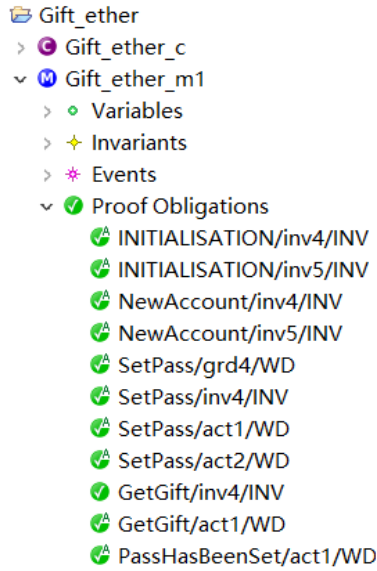 Gift_ether
C Gift_ether_c
M Gift_ether_m1
Variables
Invariants
Events
Proof Obligations
A INITIALISATION/inv4/INV
A INITIALISATION/inv5/INV
A NewAccount/inv4/INV
A NewAccount/inv5/INV
A SetPass/grd4/WD
A SetPass/inv4/INV
A SetPass/act1/WD
A SetPass/act2/WD
GetGift/inv4/INV
A GetGift/act1/WD
A PassHasBeenSet/act1/WD